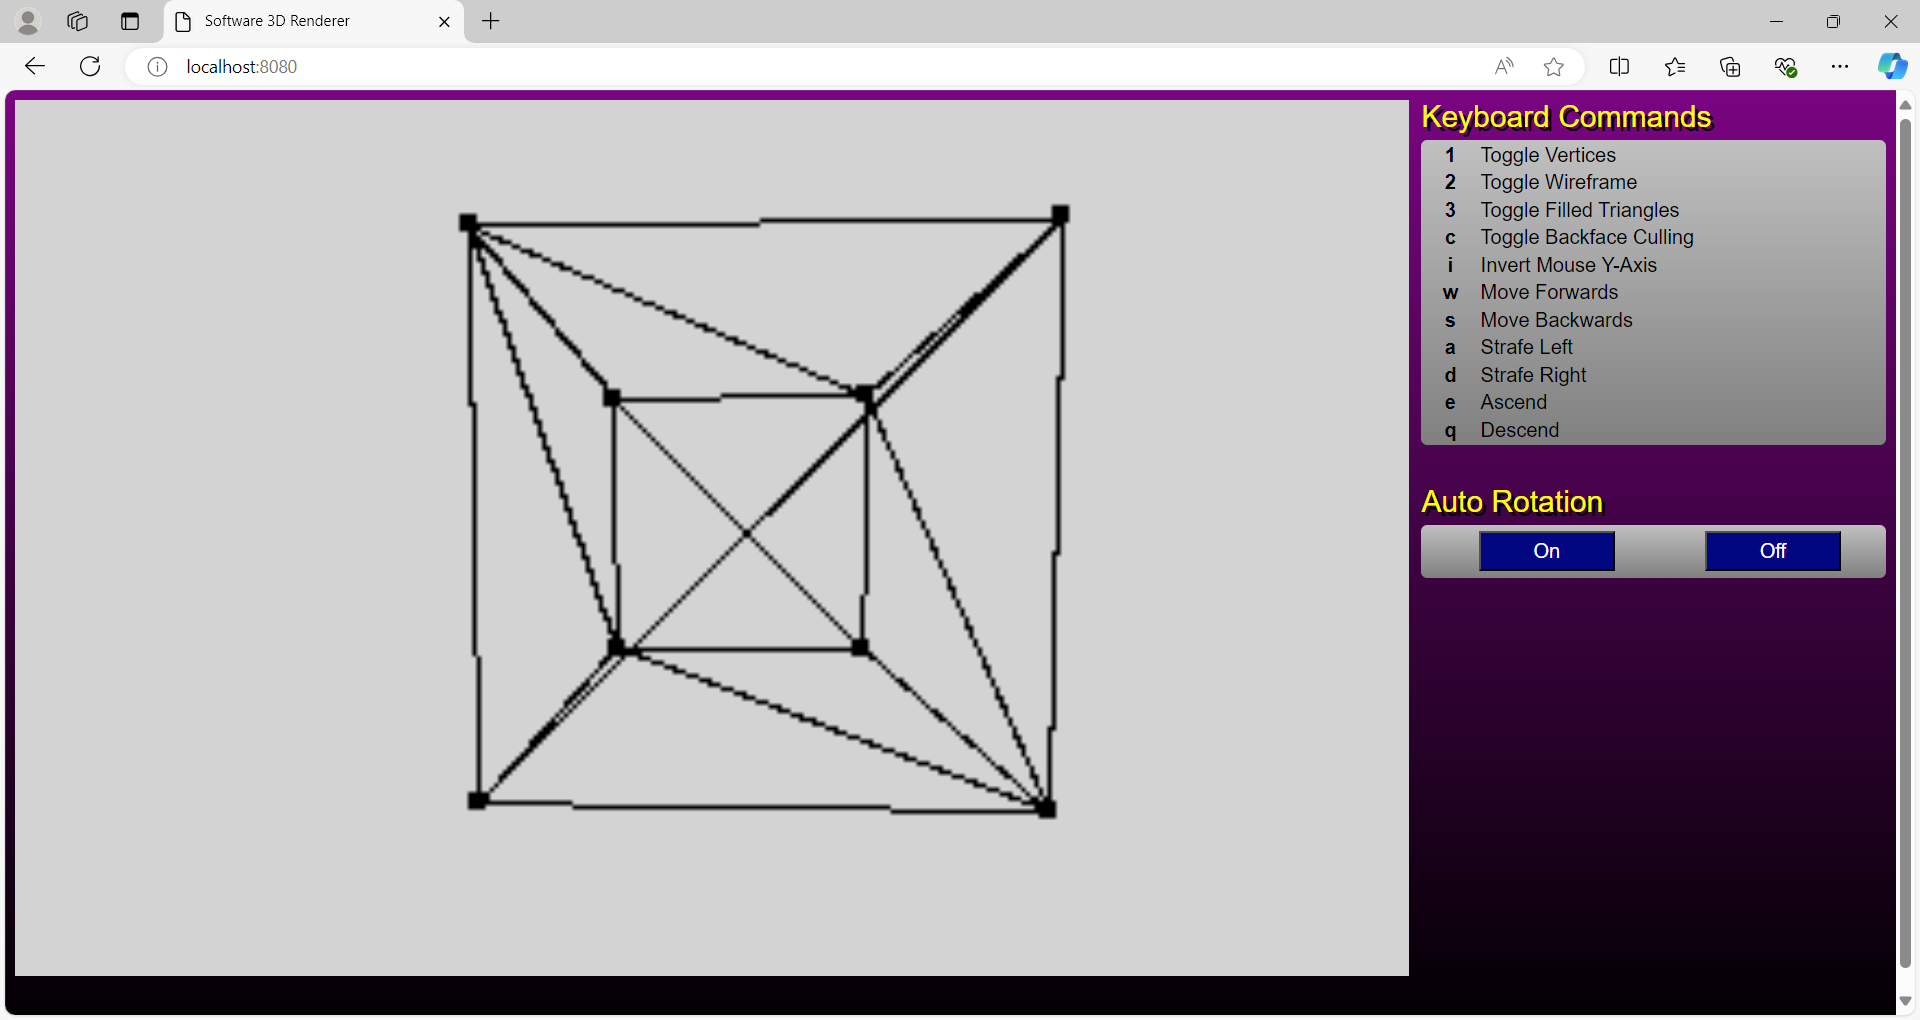 Software 3D Renderer
localhost:8080
Keyboard Commands
1 Toggle Vertices
2 Toggle Wireframe
3 Toggle Filled Triangles
c Toggle Backface Culling
i Invert Mouse Y-Axis
w Move Forwards
s Move Backwards
a Strafe Left
d Strafe Right
e Ascend
q Descend
Auto Rotation
On Off